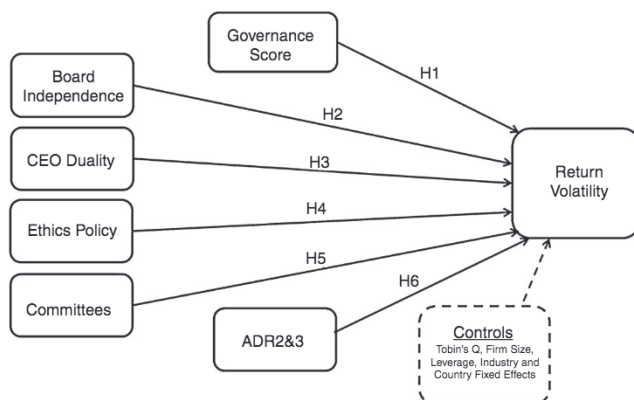 Governance
Score
H1
Board
Independence
H2
CEO Duality
H3
Return
Volatility
Ethics Policy
H4
Committees
H5
H6
ADR2&3
Controls
Tobin's Q, Firm Size,
Leverage, Industry and
Country Fixed Effects